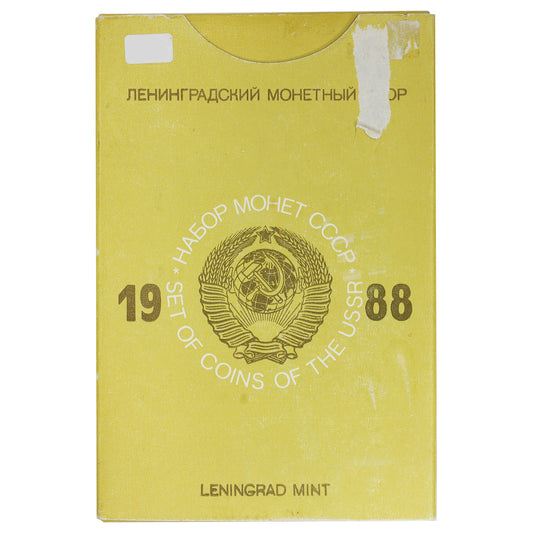 ЛЕНИНГРАДСКИЙ МОНЕТНЫЙ
* НАБОР МОНЕТ СССР *
19 88
SET OF COINS OF THE USSR
LENINGRAD MINT